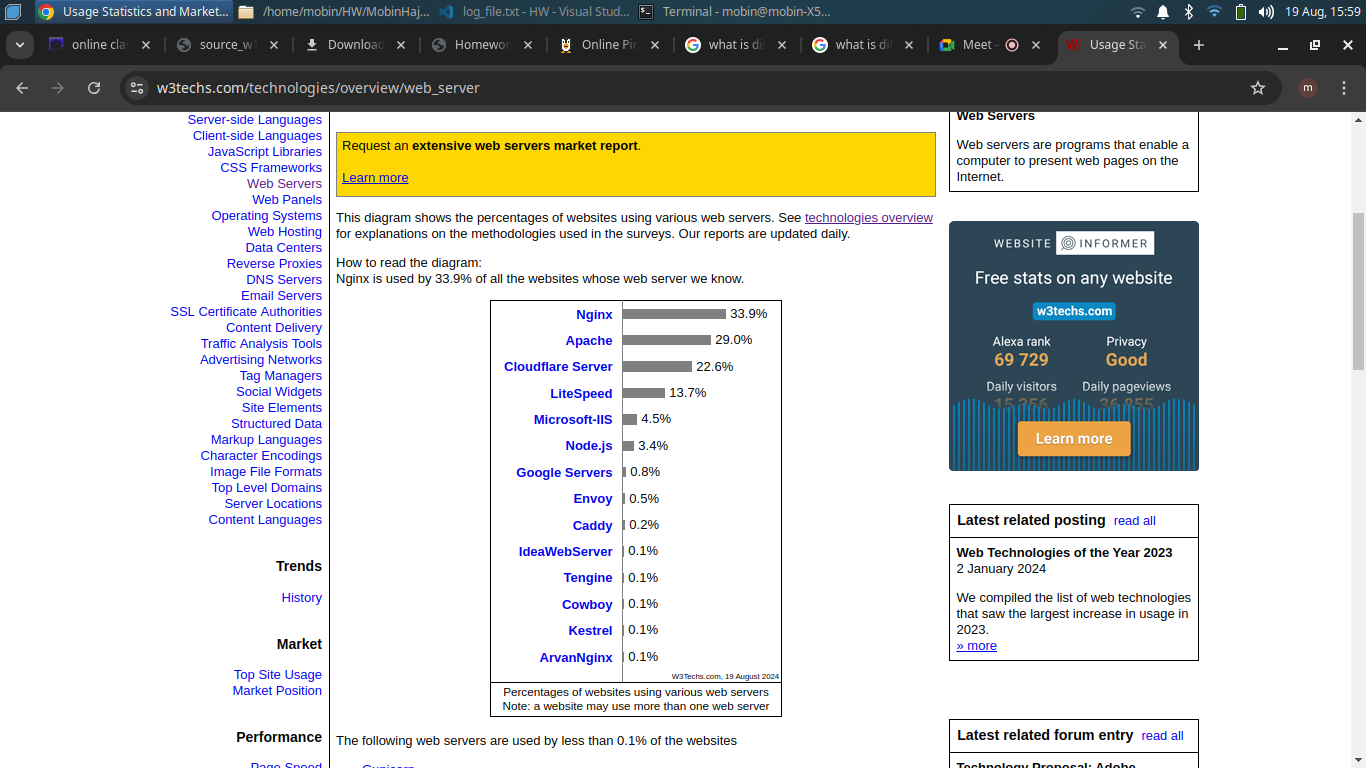 Usage Statistics and Market...
/home/mobin/HW/MobinHaj...
log_file.txt - HW - Visual Stud...
Terminal - mobin@mobin-X5...
19 Aug, 15:59
online cla
source_w1
Download
Homewor
Online Pin
what is di
what is di
Meet -
Usage Sta
w3techs.com/technologies/overview/web_server
m
Server-side Languages
Client-side Languages
JavaScript Libraries
CSS Frameworks
Web Servers
Web Panels
Operating Systems
Web Hosting
Data Centers
Reverse Proxies
DNS Servers
Email Servers
SSL Certificate Authorities
Content Delivery
Traffic Analysis Tools
Advertising Networks
Tag Managers
Social Widgets
Site Elements
Structured Data
Markup Languages
Character Encodings
Image File Formats
Top Level Domains
Server Locations
Content Languages
Trends
History
Market
Top Site Usage
Market Position
Performance
Page Speed
Request an extensive web servers market report.
Learn more
This diagram shows the percentages of websites using various web servers. See technologies overview
for explanations on the methodologies used in the surveys. Our reports are updated daily.
How to read the diagram:
Nginx is used by 33.9% of all the websites whose web server we know.
Nginx 33.9%
Apache 29.0%
Cloudflare Server 22.6%
LiteSpeed 13.7%
Microsoft-IIS 4.5%
Node.js 3.4%
Google Servers 0.8%
Envoy 0.5%
Caddy 0.2%
IdeaWebServer 0.1%
Tengine 0.1%
Cowboy 0.1%
Kestrel 0.1%
ArvanNginx 0.1%
W3Techs.com, 19 August 2024
Percentages of websites using various web servers
Note: a website may use more than one web server
The following web servers are used by less than 0.1% of the websites
Gunicorn
Web Servers
Web servers are programs that enable a
computer to present web pages on the
Internet.
WEBSITE INFORMER
Free stats on any website
w3techs.com
Alexa rank Privacy
69 729 Good
Daily visitors Daily pageviews
15 256 36 855
Learn more
Latest related posting read all
Web Technologies of the Year 2023
2 January 2024
We compiled the list of web technologies
that saw the largest increase in usage in
2023.
» more
Latest related forum entry read all
Technology Proposal: Adobe